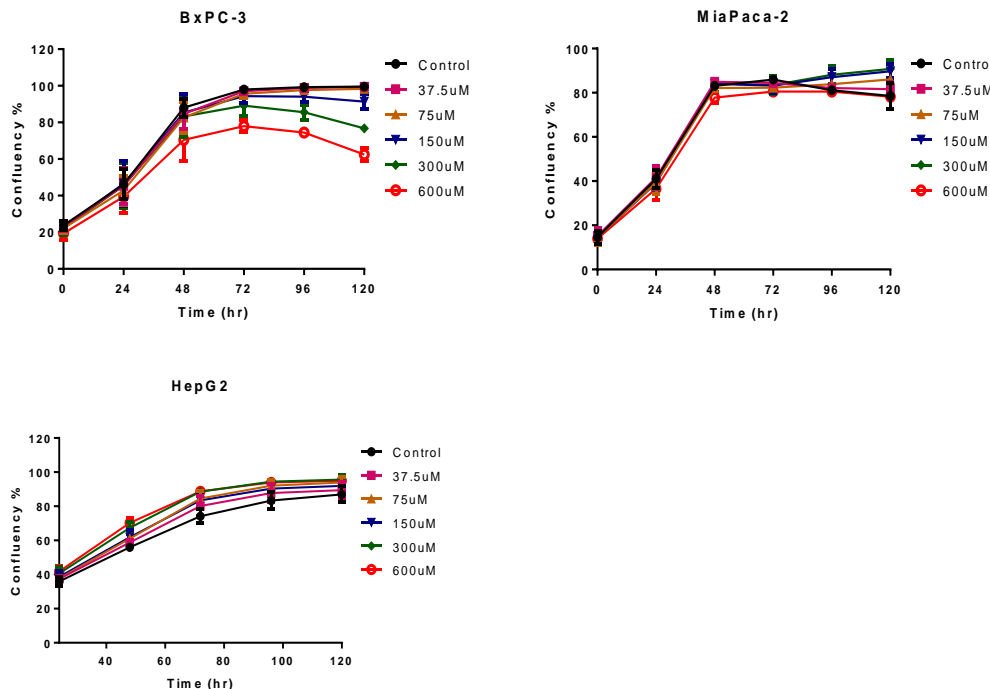 BxPC-3
120
100
80
60
40
20
0
Confluency %
0 24 48 72 96 120
Time (hr)
Control
37.5uM
75uM
150uM
300uM
600uM
MiaPaca-2
100
80
60
40
20
0
Confluency %
0 24 48 72 96 120
Time (hr)
Contro
37.5uM
75uM
150uM
300uM
600uM
HepG2
120
100
80
60
40
20
0
Confluency %
40 60 80 100 120
Time (hr)
Control
37.5uM
75uM
150uM
300uM
600uM